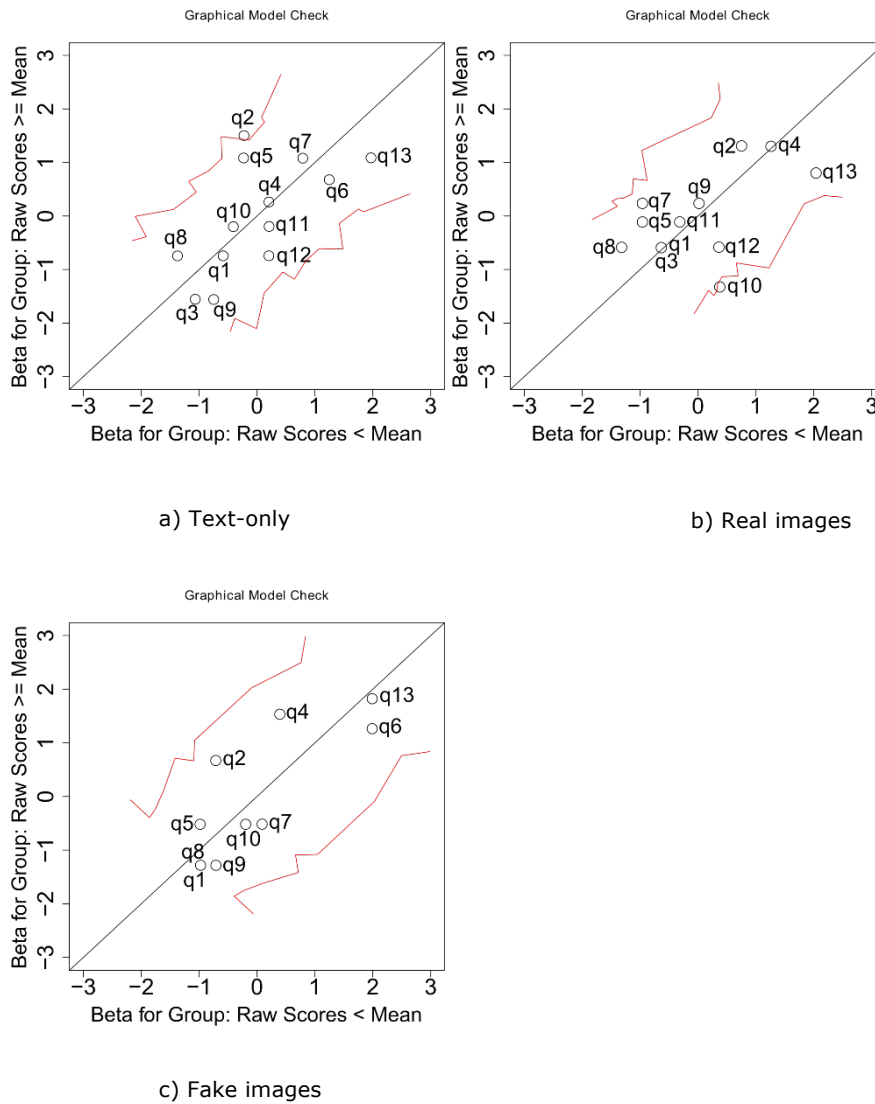 Graphical Model Check
Beta for Group: Raw Scores >= Mean
3
2
1
0
−1
−2
−3
q2
q5
q7
q13
q6
q4
q10
q11
q8
q1
q12
q3
q9
−3 −2 −1 0 1 2 3
Beta for Group: Raw Scores < Mean
a) Text-only
Graphical Model Check
Beta for Group: Raw Scores >= Mean
3
2
1
0
−1
−2
−3
q2
q4
q13
q7
q9
q5
q11
q8
q1
q12
q3
q10
−3 −2 −1 0 1 2 3
Beta for Group: Raw Scores < Mean
b) Real images
Graphical Model Check
Beta for Group: Raw Scores >= Mean
3
2
1
0
−1
−2
−3
q13
q4
q6
q2
q5
q7
q10
q8
q9
q1
−3 −2 −1 0 1 2 3
Beta for Group: Raw Scores < Mean
c) Fake images